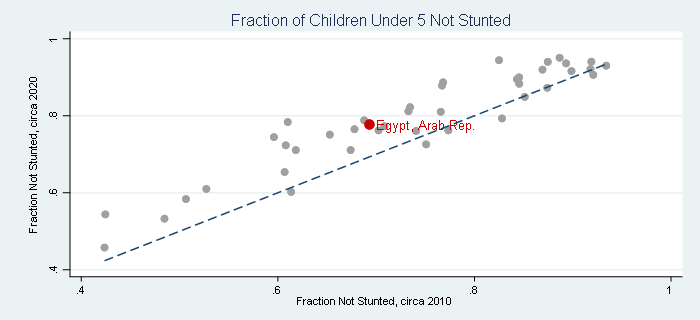 Fraction of Children Under 5 Not Stunted
Fraction Not Stunted, circa 2020
1
.8
.6
.4
Egypt, Arab Rep.
.4
.6
.8
1
Fraction Not Stunted, circa 2010